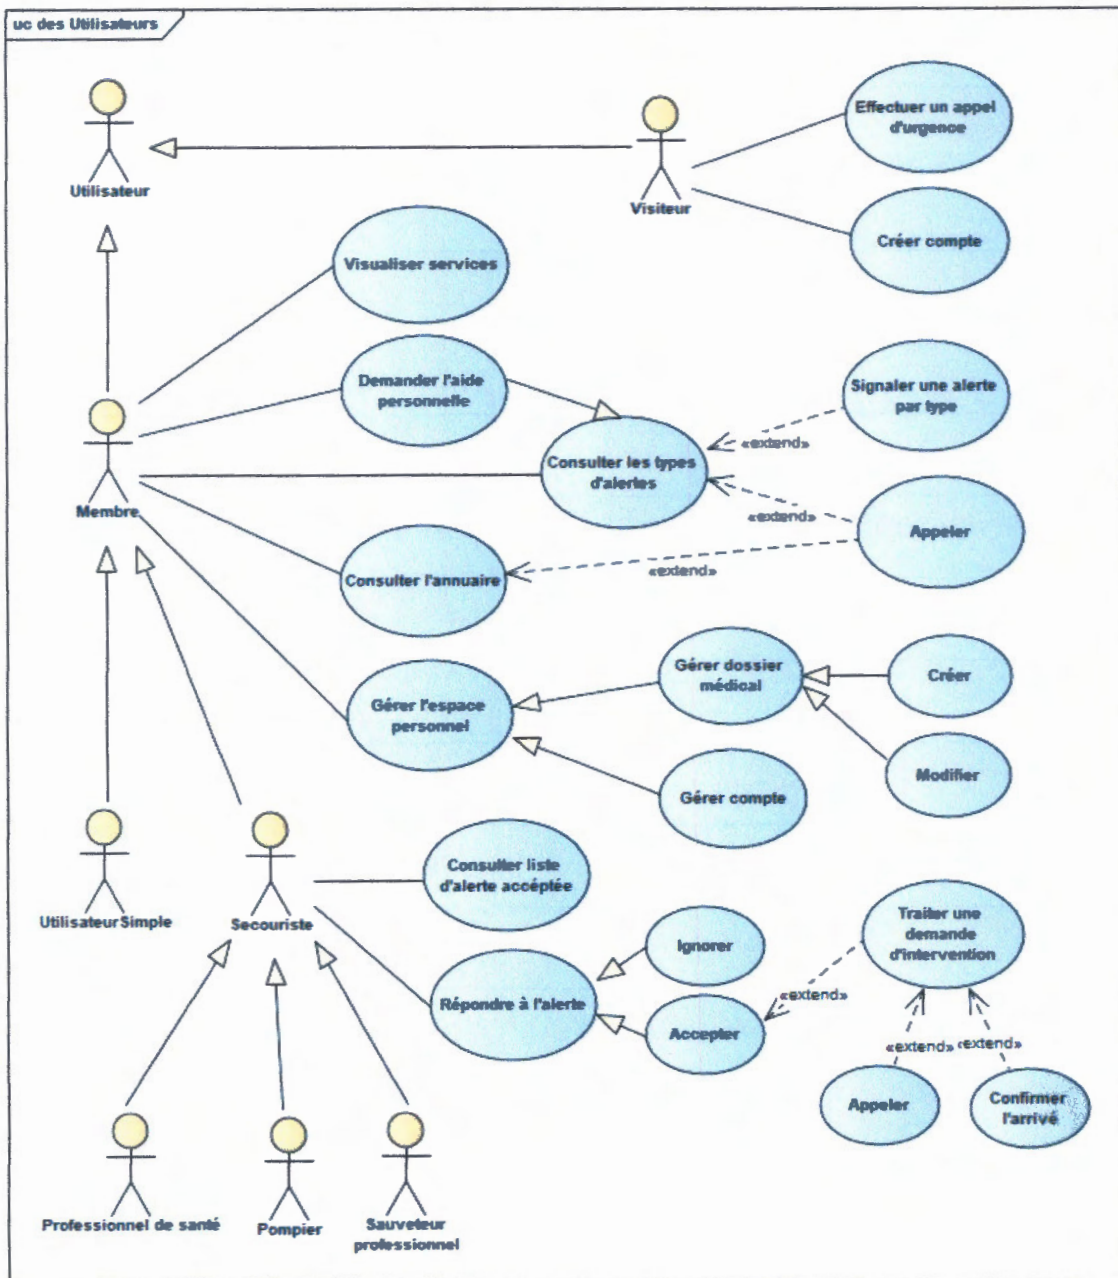 uc des Utilisateurs
Utilisateur
Visiteur
Effectuer un appel
d'urgence
Créer compte
Visualiser services
Demander l'aide
personnelle
Signaler une alerte
par type
«extend»
Consulter les types
d'alertes
Membre
«extend»
Appeler
Consulter l'annuaire
«extend»
Gérer dossier
médical
Créer
Gérer l'espace
personnel
Modifier
Gérer compte
Consulter liste
d'alerte accéptée
UtilisateurSimple
Secouriste
Ignorer
Traiter une
demande
d'intervention
Répondre à l'alerte
«extend»
Accepter
«extend»
‹extend»
Appeler
Confirmer
l'arrivé
Professionnel de santé
Pompier
Sauveteur
professionnel